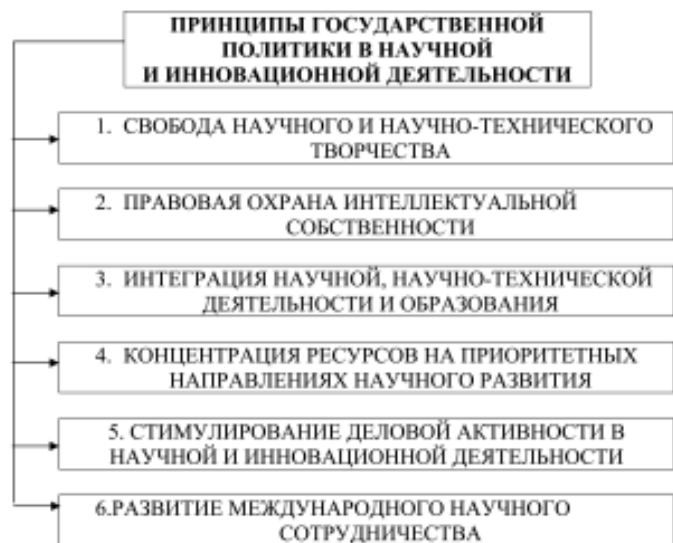 ПРИНЦИПЫ ГОСУДАРСТВЕННОЙ
ПОЛИТИКИ В НАУЧНОЙ
И ИННОВАЦИОННОЙ ДЕЯТЕЛЬНОСТИ
1. СВОБОДА НАУЧНОГО И НАУЧНО-ТЕХНИЧЕСКОГО
ТВОРЧЕСТВА
2. ПРАВОВАЯ ОХРАНА ИНТЕЛЛЕКТУАЛЬНОЙ
СОБСТВЕННОСТИ
3. ИНТЕГРАЦИЯ НАУЧНОЙ, НАУЧНО-ТЕХНИЧЕСКОЙ
ДЕЯТЕЛЬНОСТИ И ОБРАЗОВАНИЯ
4. КОНЦЕНТРАЦИЯ РЕСУРСОВ НА ПРИОРИТЕТНЫХ
НАПРАВЛЕНИЯХ НАУЧНОГО РАЗВИТИЯ
5. СТИМУЛИРОВАНИЕ ДЕЛОВОЙ АКТИВНОСТИ В
НАУЧНОЙ И ИННОВАЦИОННОЙ ДЕЯТЕЛЬНОСТИ
6.РАЗВИТИЕ МЕЖДУНАРОДНОГО НАУЧНОГО
СОТРУДНИЧЕСТВА